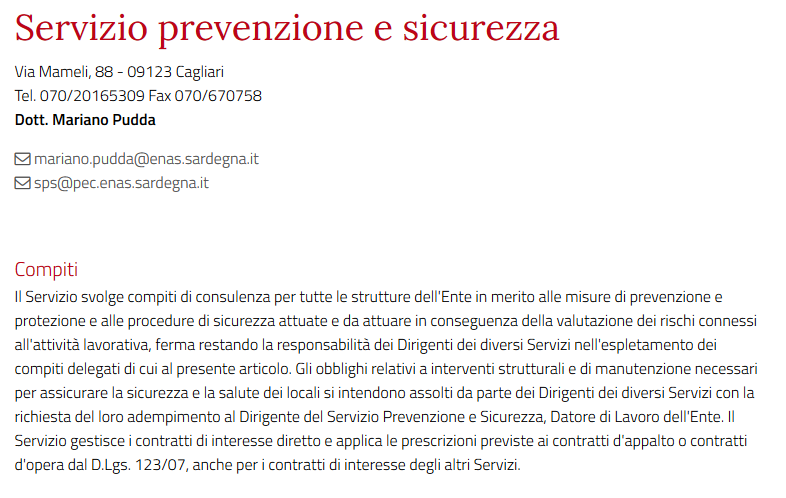 Servizio prevenzione e sicurezza
Via Mameli, 88 - 09123 Cagliari
Tel. 070/20165309 Fax 070/670758
Dott. Mariano Pudda
mariano.pudda@enas.sardegna.it
sps@pec.enas.sardegna.it
Compiti
Il Servizio svolge compiti di consulenza per tutte le strutture dell'Ente in merito alle misure di prevenzione e
protezione e alle procedure di sicurezza attuate e da attuare in conseguenza della valutazione dei rischi connessi
all'attività lavorativa, ferma restando la responsabilità dei Dirigenti dei diversi Servizi nell'espletamento dei
compiti delegati di cui al presente articolo. Gli obblighi relativi a interventi strutturali e di manutenzione necessari
per assicurare la sicurezza e la salute dei locali si intendono assolti da parte dei Dirigenti dei diversi Servizi con la
richiesta del loro adempimento al Dirigente del Servizio Prevenzione e Sicurezza, Datore di Lavoro dell'Ente. Il
Servizio gestisce i contratti di interesse diretto e applica le prescrizioni previste ai contratti d'appalto o contratti
d'opera dal D.Lgs. 123/07, anche per i contratti di interesse degli altri Servizi.